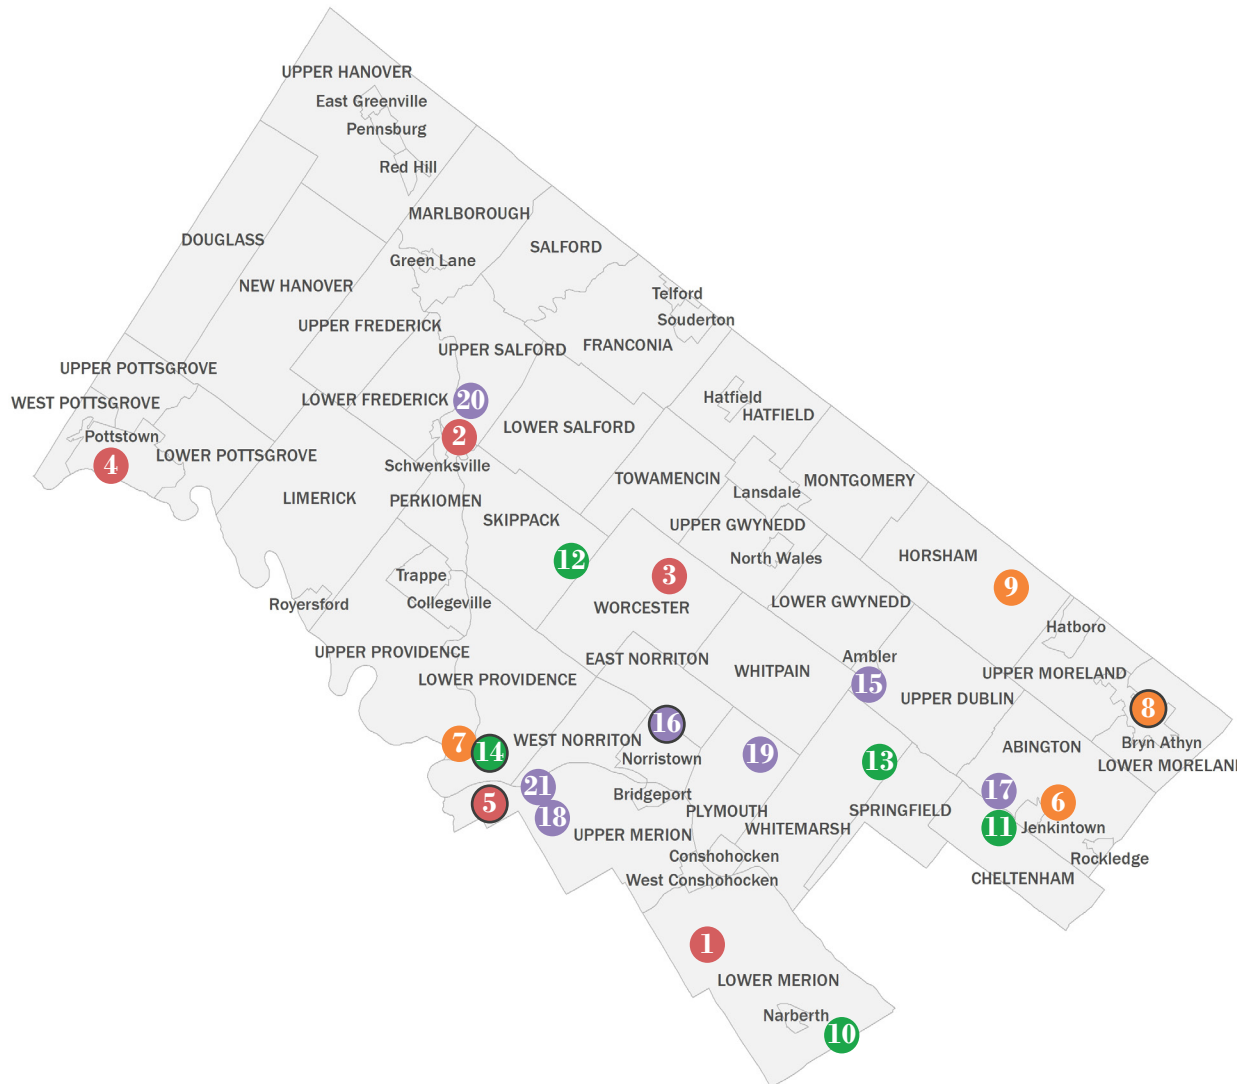 UPPER HANOVER
East Greenville
Pennsburg
Red Hill
MARLBOROUGH
DOUGLASS
SALFORD
Green Lane
NEW HANOVER
Telford
Souderton
UPPER FREDERICK
UPPER SALFORD
FRANCONIA
UPPER POTTSGROVE
WEST POTTSGROVE
LOWER FREDERICK
20
Hatfield
HATFIELD
Pottstown
2
LOWER SALFORD
4
LOWER POTTSGROVE
Schwenksville
TOWAMENCIN
MONTGOMERY
LIMERICK
PERKIOMEN
Lansdale
SKIPPACK
UPPER GWYNEDD
12
North Wales
HORSHAM
Trappe
3
9
Royersford
Collegeville
WORCESTER
LOWER GWYNEDD
Hatboro
UPPER PROVIDENCE
EAST NORRITON
Ambler
LOWER PROVIDENCE
WHITPAIN
15
UPPER DUBLIN
UPPER MORELAND
8
7
14
WEST NORRITON
16
Norristown
19
13
ABINGTON
Bryn Athyn
LOWER MORELAND
5
21
18
Bridgeport
17
6
UPPER MERION
PLYMOUTH
WHITEMARSH
SPRINGFIELD
11
Jenkintown
Conshohocken
Rockledge
West Conshohocken
CHELTENHAM
1
LOWER MERION
Narberth
10